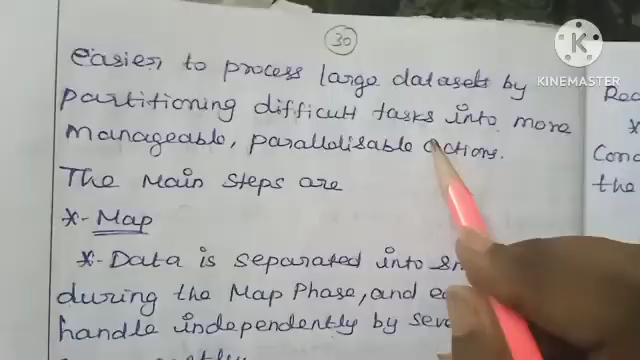 30
easier to process large datasets by
partitioning difficult tasks into more
manageable, parallelisable actions.
The Main steps are
*- Map
*- Data is separated into
during the Map Phase, and
handle independently by
KINEMASTER
*
the